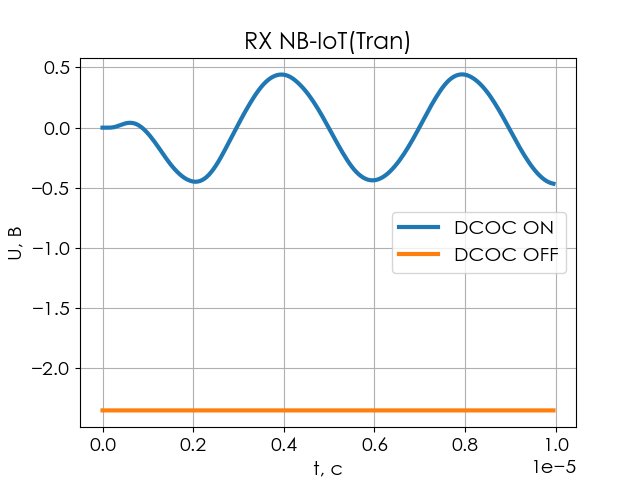 RX NB-IoT(Tran)
0.5
0.0
−0.5
−1.0
−1.5
−2.0
U, В
DCOC ON
DCOC OFF
0.0 0.2 0.4 0.6 0.8 1.0
1e−5
t, c